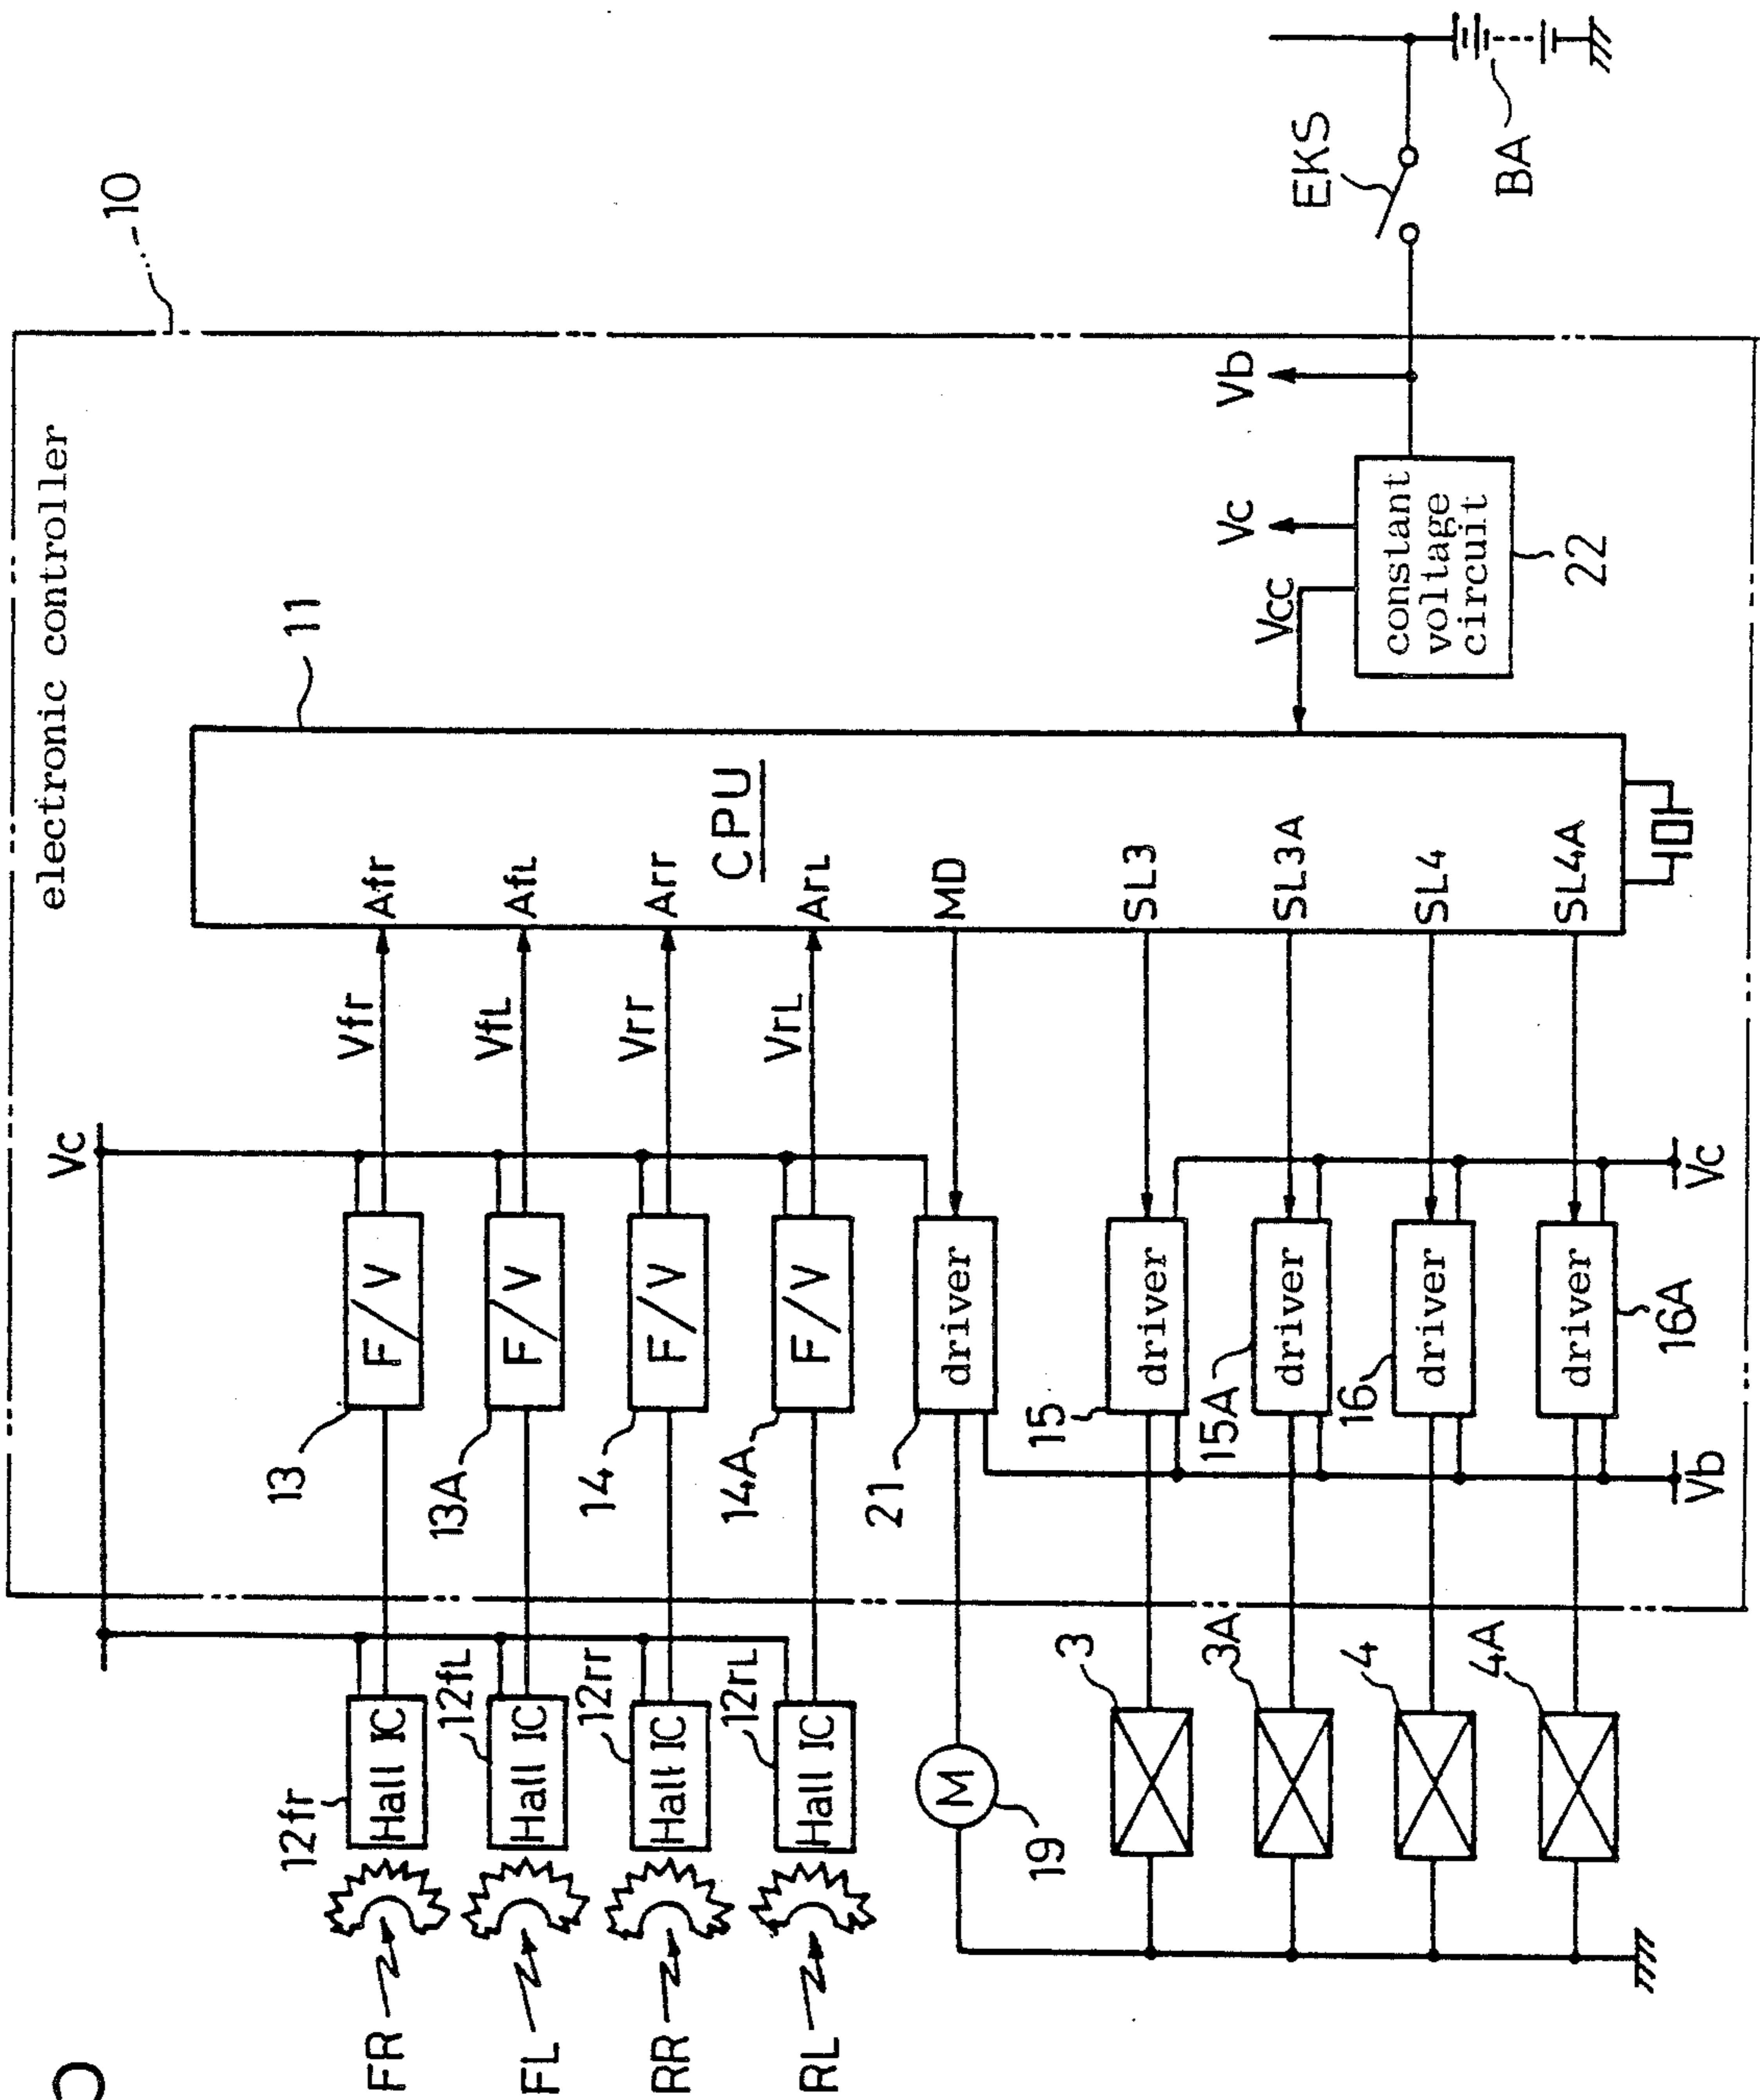 electronic controller
10
Vc
11
CPU
FR
12fr
Hall IC
13
F/V
Vfr
Afr
FL
12fL
Hall IC
13A
F/V
VfL
AfL
RR
12rr
Hall IC
14
F/V
Vrr
Arr
RL
12rL
Hall IC
14A
F/V
VrL
ArL
M
19
21
driver
MD
3
15
driver
SL3
3A
15A
driver
SL3A
4
16
driver
SL4
4A
driver
16A
SL4A
Vb
Vc
Vcc
Vc
Vb
constant
voltage
circuit
22
EKS
BA